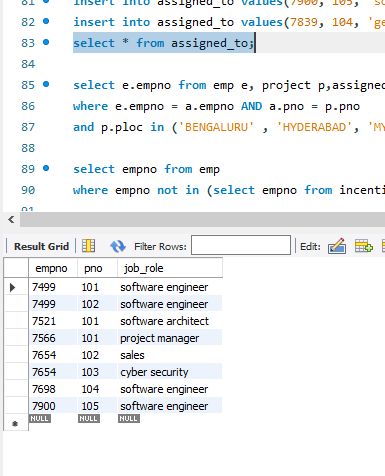 81 insert into assigned_to values(7900, 105, 'so
82 insert into assigned_to values(7839, 104, 'ge
83 select * from assigned_to;
84
85 select e.empno from emp e, project p,assigned
86 where e.empno = a.empno AND a.pno = p.pno
87 and p.ploc in ('BENGALURU' , 'HYDERABAD', 'MY
88
89 select empno from emp
90 where empno not in (select empno from incenti
91
Result Grid Filter Rows: Edit:
empno pno job_role
7499 101 software engineer
7499 102 software engineer
7521 101 software architect
7566 101 project manager
7654 102 sales
7654 103 cyber security
7698 104 software engineer
7900 105 software engineer
NULL NULL NULL